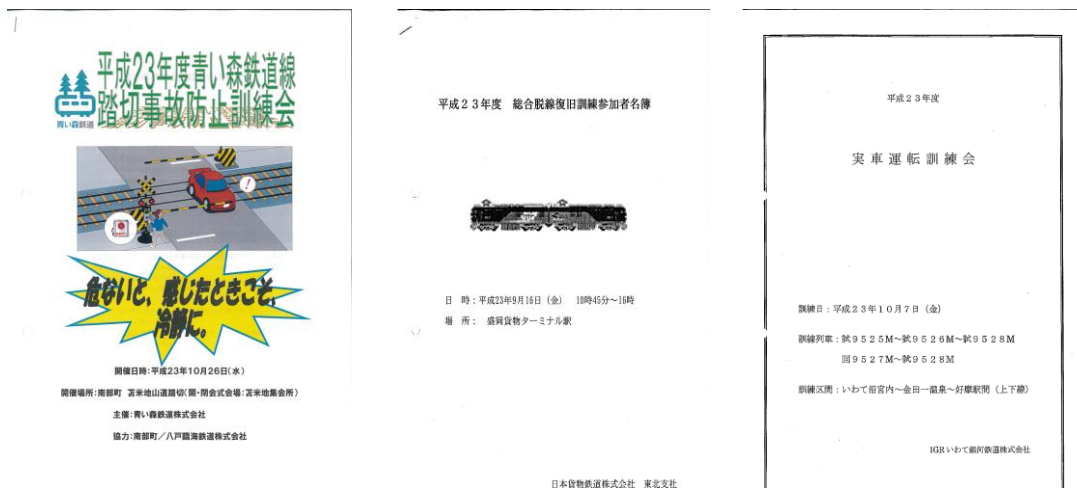 平成23年度青い森鉄道線
踏切事故防止訓練会
青い森鉄道
危ないと、感じたときこそ、
冷静に。
開催日時:平成23年10月26日(水)
開催場所:南部町 苫米地山道踏切(開・閉会式会場:苫米地集会所)
主催:青い森鉄道株式会社
協力:南部町/八戸臨海鉄道株式会社
平成23年度 総合脱線復旧訓練参加者名簿
日 時:平成23年9月16日(金) 10時45分~16時
場 所: 盛岡貨物ターミナル駅
日本貨物鉄道株式会社 東北支社
平成23年度
実車運転訓練会
訓練日:平成23年10月7日(金)
訓練列車:試9525M~試9526M~試9528M
回9527M~試9528M
訓練区間:いわて沼宮内~金田一温泉~好摩駅間(上下線)
IGRいわて銀河鉄道株式会社